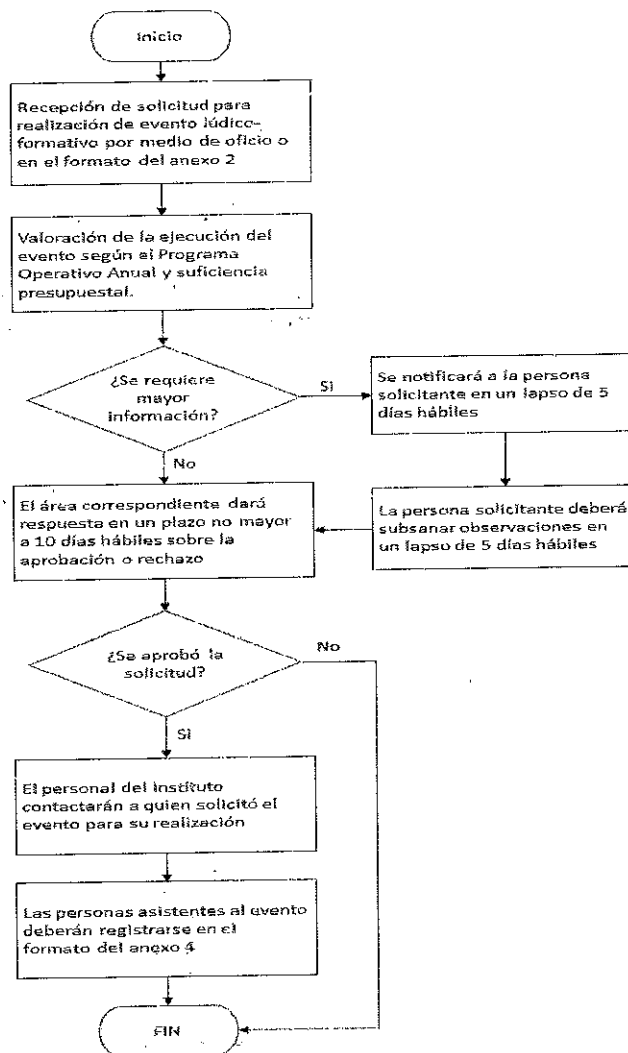 Inicio
Recepción de solicitud para
realización de evento lúdico-
formativo por medio de oficio o
en el formato del anexo 2
Valoración de la ejecución del
evento según el Programa
Operativo Anual y suficiencia
presupuestal.
¿Se requiere
mayor
información?
Si
Se notificará a la persona
solicitante en un lapso de 5
días hábiles
No
La persona solicitante deberá
subsanar observaciones en
un lapso de 5 días hábiles
El área correspondiente dará
respuesta en un plazo no mayor
a 10 días hábiles sobre la
aprobación o rechazo
¿Se aprobó la
solicitud?
No
Si
El personal del Instituto
contactarán a quien solicitó el
evento para su realización
Las personas asistentes al evento
deberán registrarse en el
formato del anexo 4
FIN